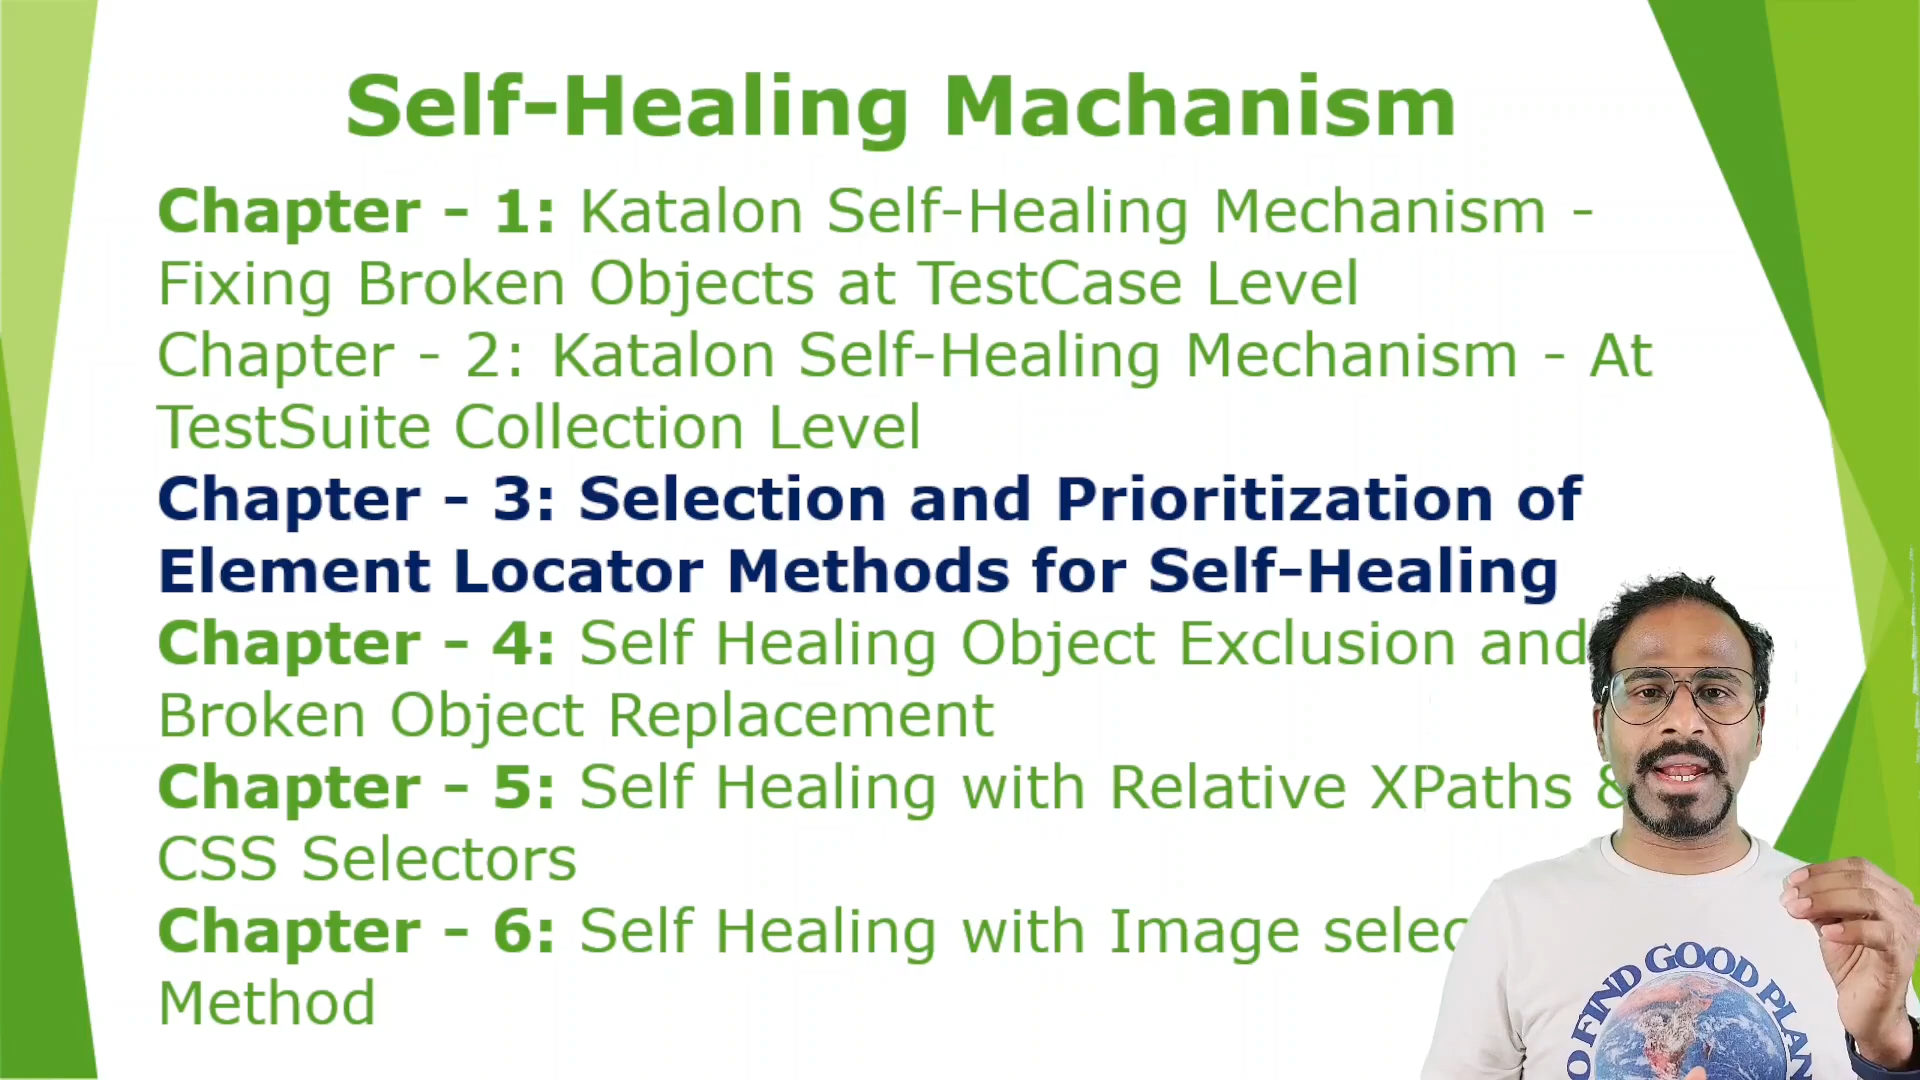 Self-Healing Machanism
Chapter - 1: Katalon Self-Healing Mechanism -
Fixing Broken Objects at TestCase Level
Chapter - 2: Katalon Self-Healing Mechanism - At
TestSuite Collection Level
Chapter - 3: Selection and Prioritization of
Element Locator Methods for Self-Healing
Chapter - 4: Self Healing Object Exclusion and
Broken Object Replacement
Chapter - 5: Self Healing with Relative XPaths &
CSS Selectors
Chapter - 6: Self Healing with Image
Method
FIND GOOD